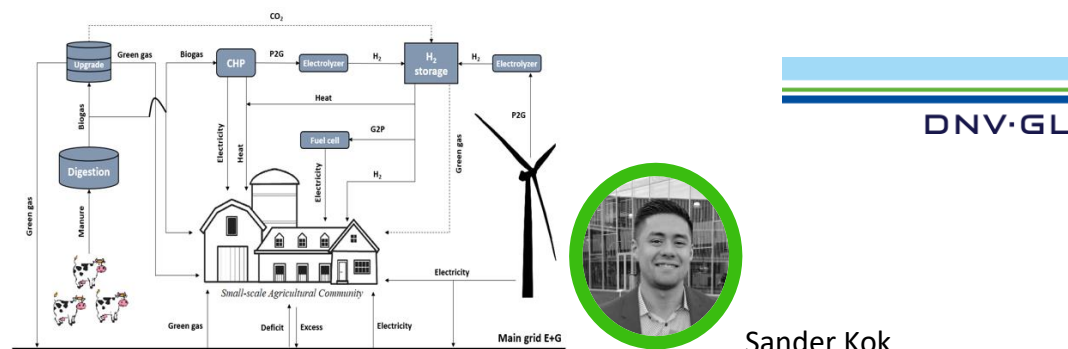 CO₂
Green gas
Biogas
P2G
H₂
H₂
Upgrade
CHP
Electrolyzer
H₂
storage
Electrolyzer
Heat
P2G
Biogas
G2P
Fuel cell
Electricity
Heat
Electricity
H₂
Green gas
Digestion
Manure
Green gas
Electricity
Small-scale Agricultural Community
Green gas
Deficit
Excess
Electricity
Main grid E+G
DNV·GL
Sander Kok